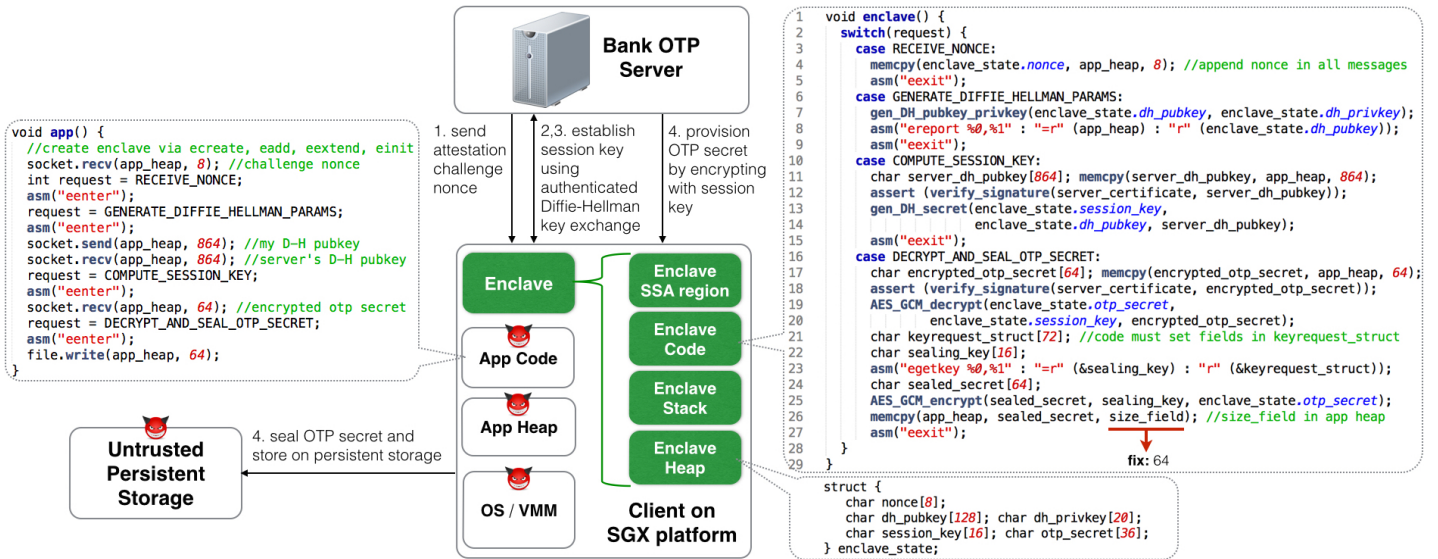 Bank OTP
Server
1. send
attestation
challenge
nonce
2,3. establish
session key
using
authenticated
Diffie-Hellman
key exchange
4. provision
OTP secret
by encrypting
with session
key
void app() {
//create enclave via ecreate, eadd, eextend, einit
socket.recv(app_heap, 8); //challenge nonce
int request = RECEIVE_NONCE;
asm("eenter");
request = GENERATE_DIFFIE_HELLMAN_PARAMS;
asm("eenter");
socket.send(app_heap, 864); //my D-H pubkey
socket.recv(app_heap, 864); //server's D-H pubkey
request = COMPUTE_SESSION_KEY;
asm("eenter");
socket.recv(app_heap, 64); //encrypted otp secret
request = DECRYPT_AND_SEAL_OTP_SECRET;
asm("eenter");
file.write(app_heap, 64);
}
Enclave
App Code
App Heap
OS / VMM
Enclave
SSA region
Enclave
Code
Enclave
Stack
Enclave
Heap
Client on
SGX platform
4. seal OTP secret and
store on persistent storage
Untrusted
Persistent
Storage
1 void enclave() {
2 switch(request) {
3 case RECEIVE_NONCE:
4 memcpy(enclave_state.nonce, app_heap, 8); //append nonce in all messages
5 asm("eexit");
6 case GENERATE_DIFFIE_HELLMAN_PARAMS:
7 gen_DH_pubkey_privkey(enclave_state.dh_pubkey, enclave_state.dh_privkey);
8 asm("ereport %0,%1" : "=r" (app_heap) : "r" (enclave_state.dh_pubkey));
9 asm("eexit");
10 case COMPUTE_SESSION_KEY:
11 char server_dh_pubkey[864]; memcpy(server_dh_pubkey, app_heap, 864);
12 assert (verify_signature(server_certificate, server_dh_pubkey));
13 gen_DH_secret(enclave_state.session_key,
14 enclave_state.dh_pubkey, server_dh_pubkey);
15 asm("eexit");
16 case DECRYPT_AND_SEAL_OTP_SECRET:
17 char encrypted_otp_secret[64]; memcpy(encrypted_otp_secret, app_heap, 64);
18 assert (verify_signature(server_certificate, encrypted_otp_secret));
19 AES_GCM_decrypt(enclave_state.otp_secret,
20 enclave_state.session_key, encrypted_otp_secret);
21 char keyrequest_struct[72]; //code must set fields in keyrequest_struct
22 char sealing_key[16];
23 asm("egetkey %0,%1" : "=r" (&sealing_key) : "r" (&keyrequest_struct));
24 char sealed_secret[64];
25 AES_GCM_encrypt(sealed_secret, sealing_key, enclave_state.otp_secret);
26 memcpy(app_heap, sealed_secret, size_field); //size_field in app heap
27 asm("eexit");
28 }
29 }
fix: 64
struct {
char nonce[8];
char dh_pubkey[128]; char dh_privkey[20];
char session_key[16]; char otp_secret[36];
} enclave_state;